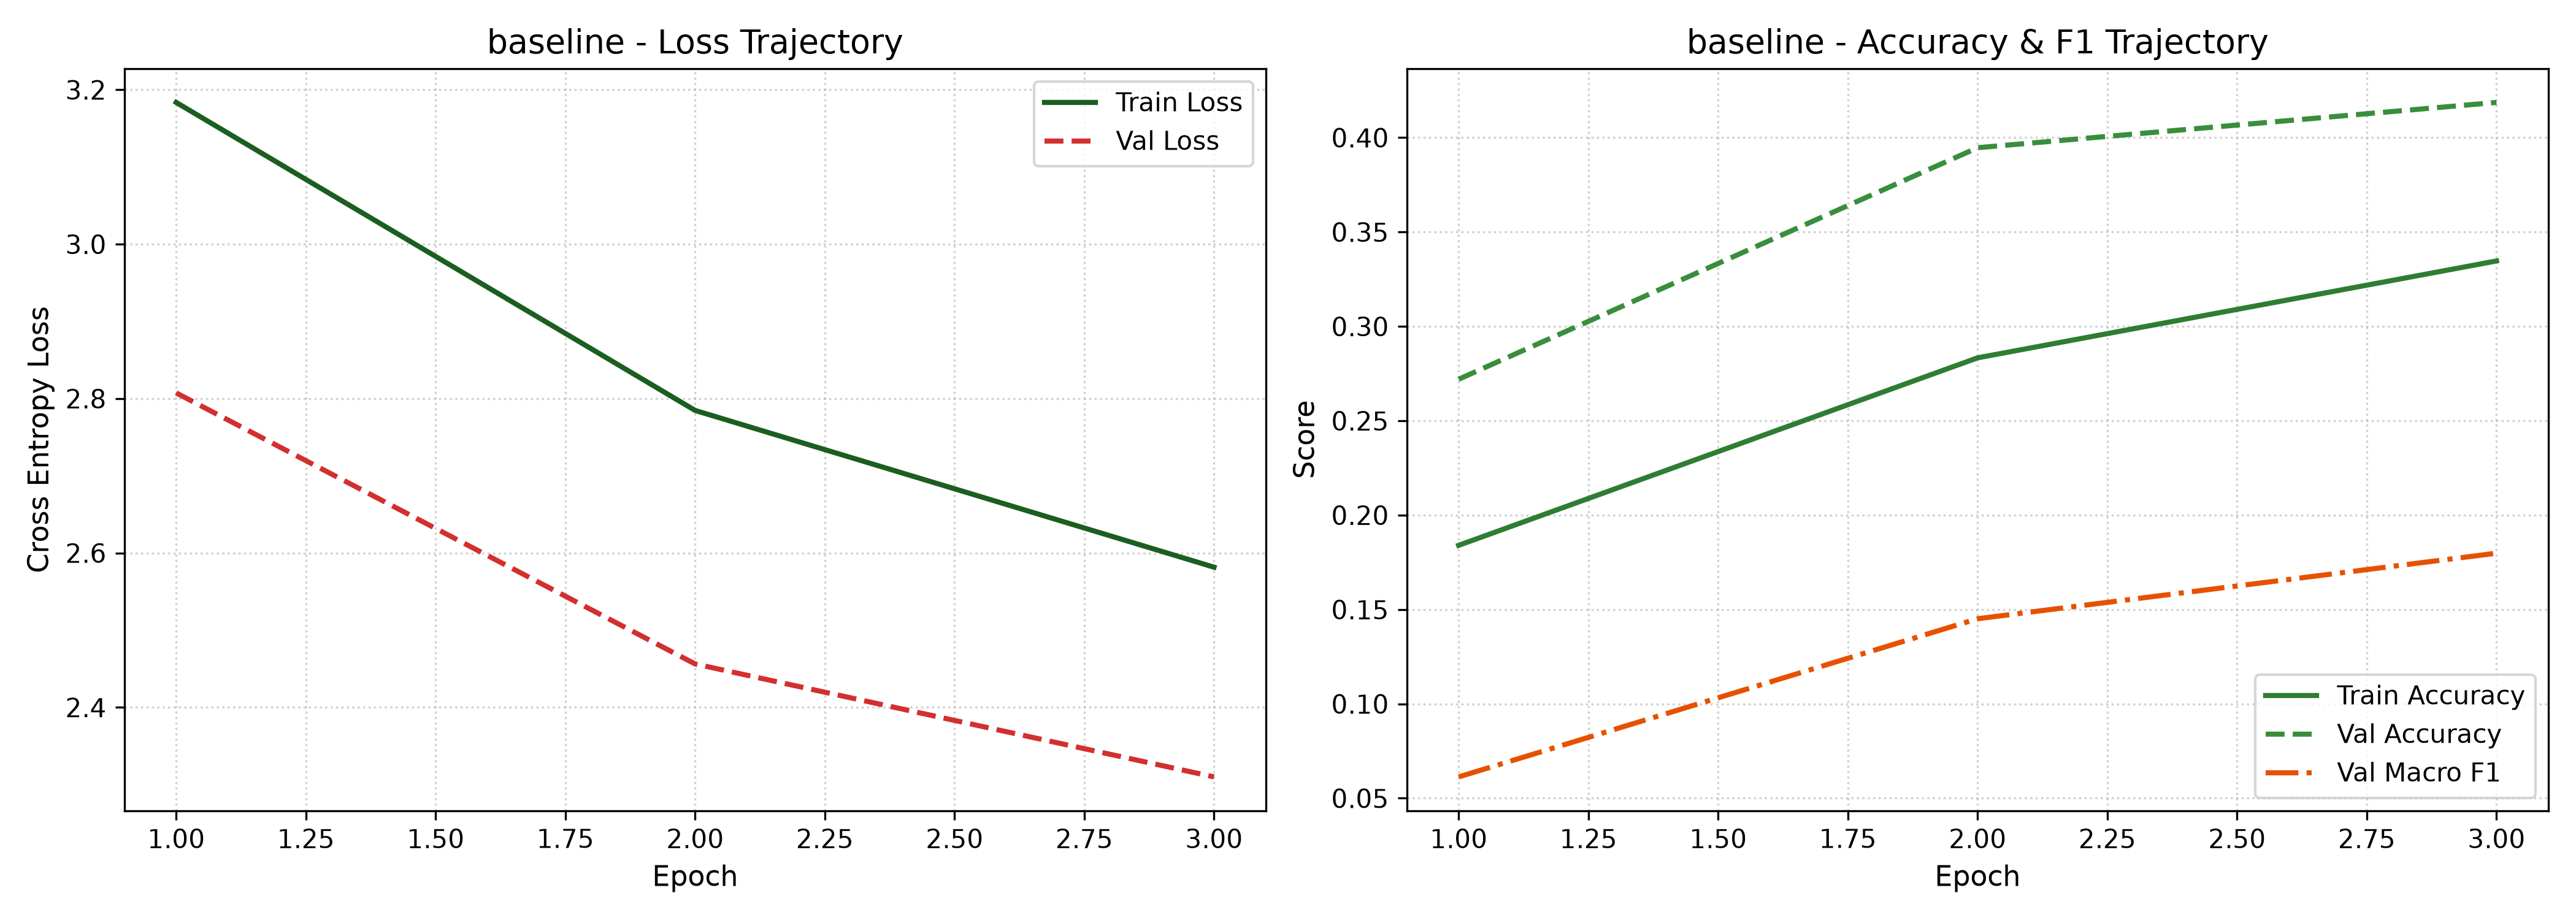 baseline - Loss Trajectory
3.2
3.0
2.8
2.6
2.4
Cross Entropy Loss
Train Loss
Val Loss
1.00 1.25 1.50 1.75 2.00 2.25 2.50 2.75 3.00
Epoch
baseline - Accuracy & F1 Trajectory
0.40
0.35
0.30
0.25
0.20
0.15
0.10
0.05
Score
Train Accuracy
Val Accuracy
Val Macro F1
1.00 1.25 1.50 1.75 2.00 2.25 2.50 2.75 3.00
Epoch